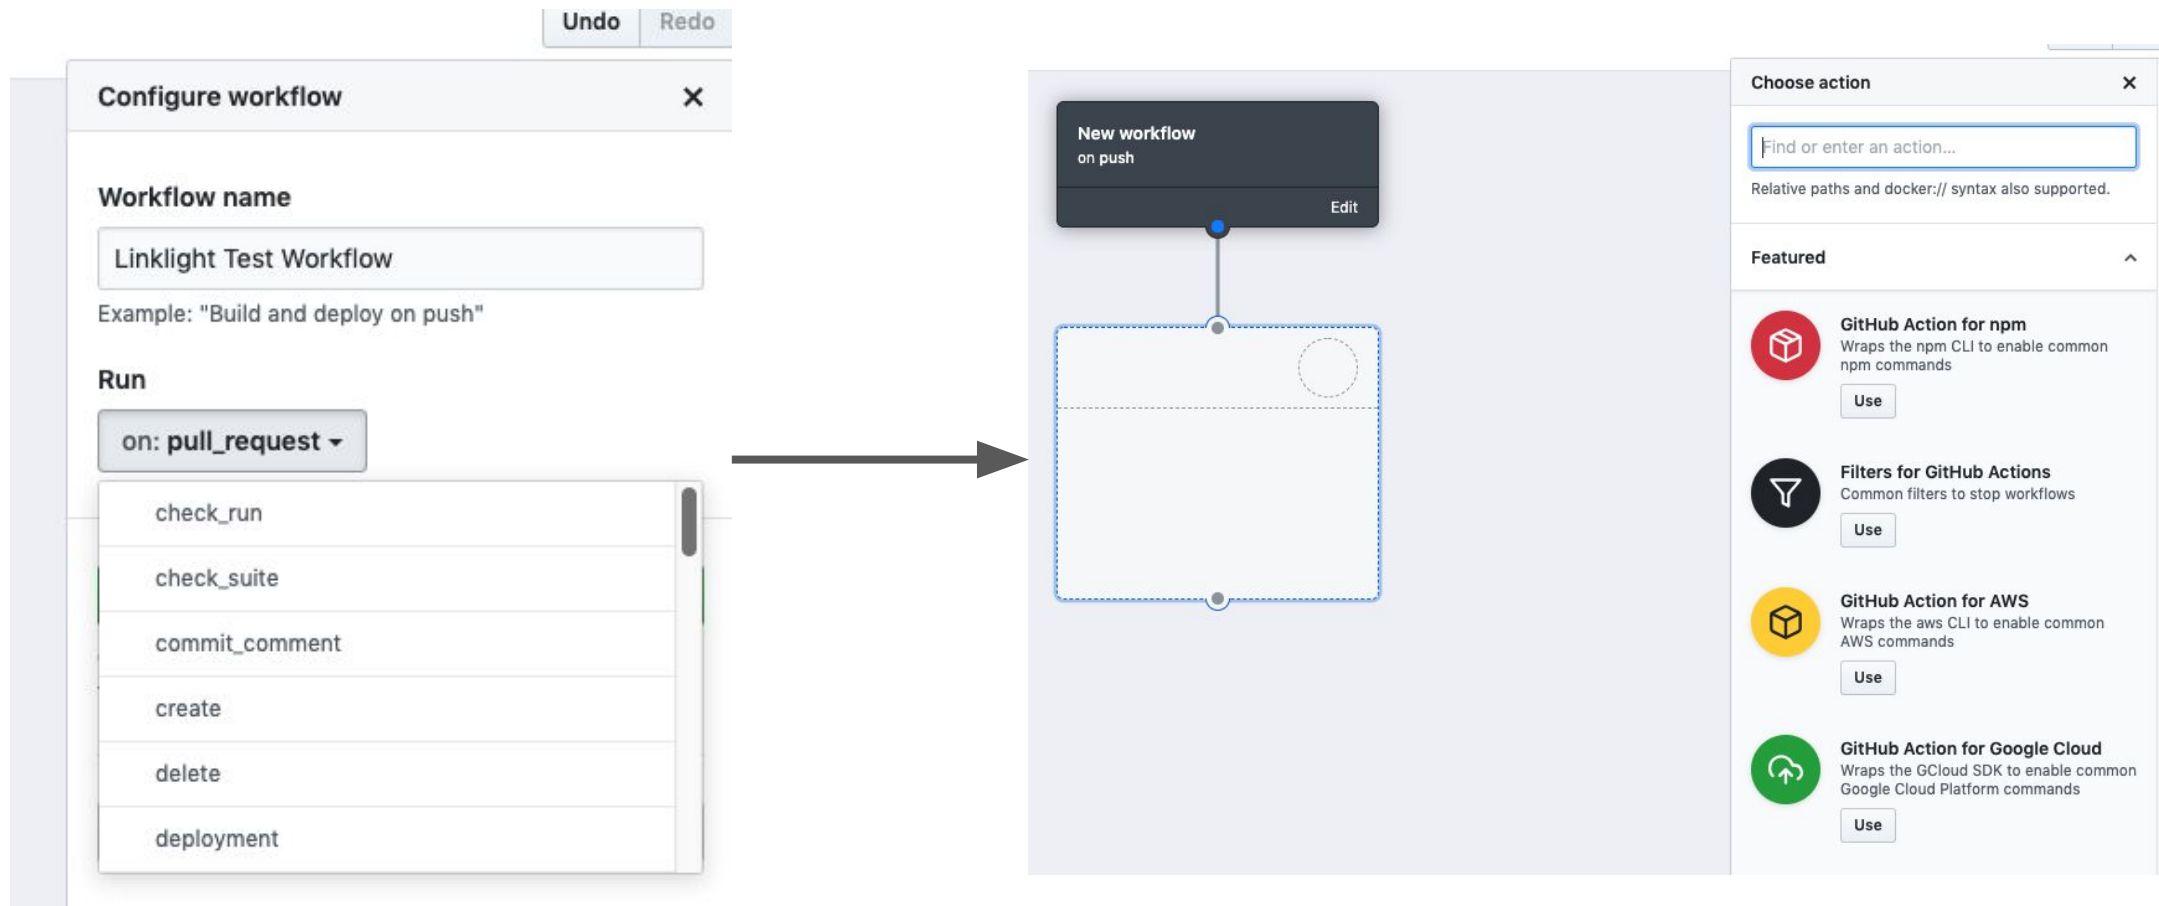 Undo
Redo
Configure workflow
Workflow name
Linklight Test Workflow
Example: "Build and deploy on push"
Run
on: pull_request
check_run
check_suite
commit_comment
create
delete
deployment
New workflow
on push
Edit
Choose action
Find or enter an action...
Relative paths and docker:// syntax also supported.
Featured
GitHub Action for npm
Wraps the npm CLI to enable common
npm commands
Use
Filters for GitHub Actions
Common filters to stop workflows
Use
GitHub Action for AWS
Wraps the aws CLI to enable common
AWS commands
Use
GitHub Action for Google Cloud
Wraps the GCloud SDK to enable common
Google Cloud Platform commands
Use